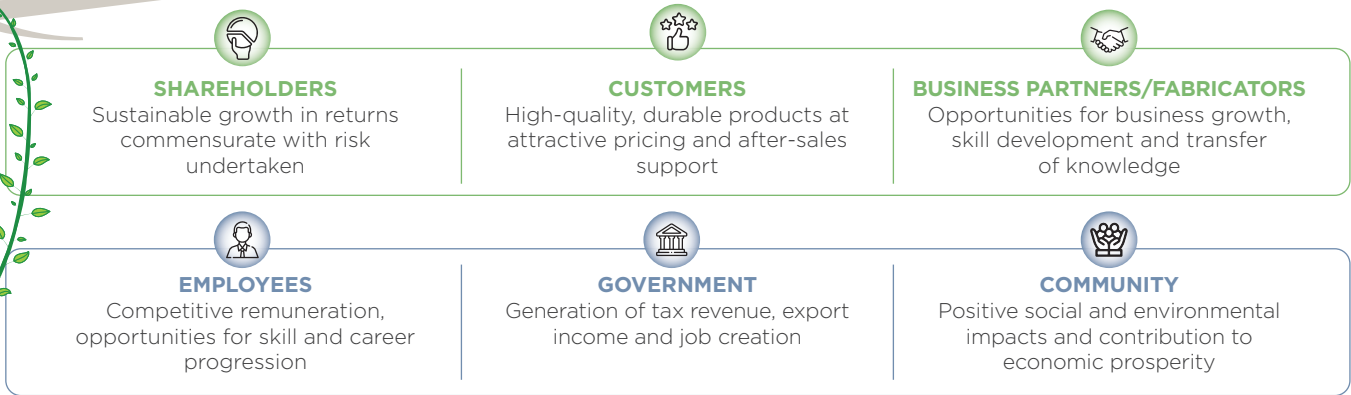 SHAREHOLDERS
Sustainable growth in returns
commensurate with risk
undertaken
CUSTOMERS
High-quality, durable products at
attractive pricing and after-sales
support
BUSINESS PARTNERS/FABRICATORS
Opportunities for business growth,
skill development and transfer
of knowledge
EMPLOYEES
Competitive remuneration,
opportunities for skill and career
progression
GOVERNMENT
Generation of tax revenue, export
income and job creation
COMMUNITY
Positive social and environmental
impacts and contribution to
economic prosperity